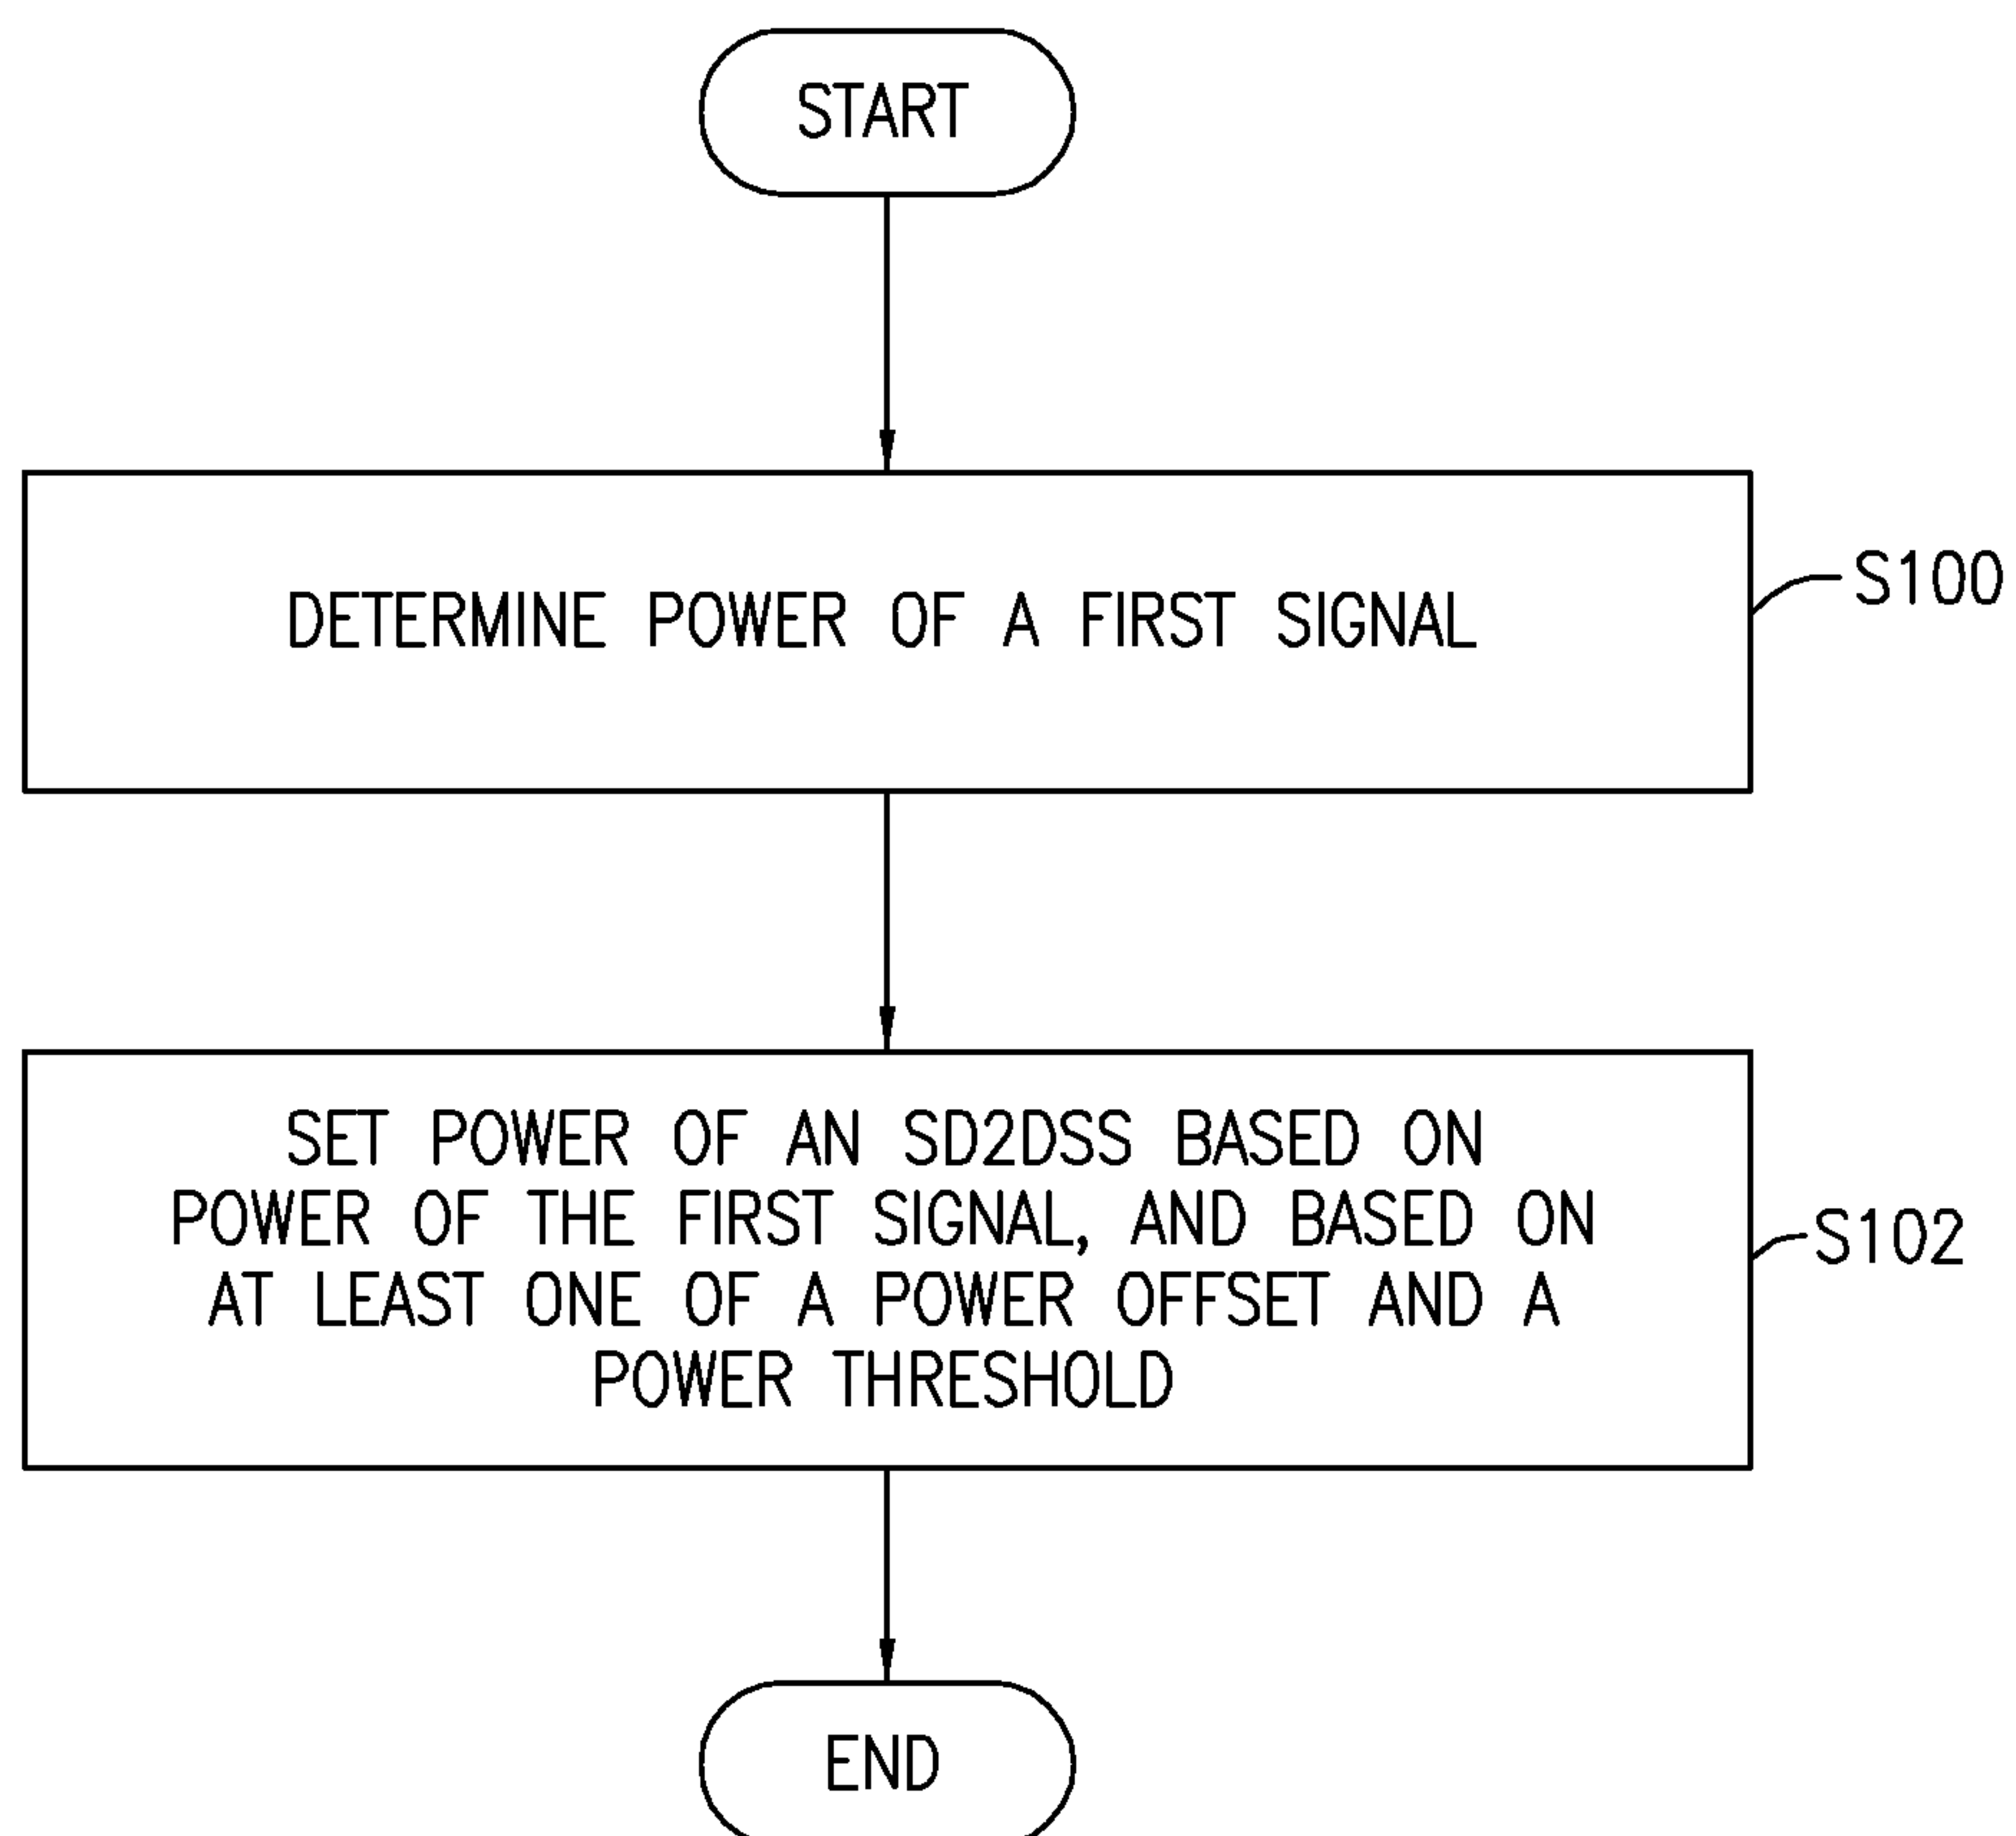 START
DETERMINE POWER OF A FIRST SIGNAL
S100
SET POWER OF AN SD2DSS BASED ON
POWER OF THE FIRST SIGNAL, AND BASED ON
AT LEAST ONE OF A POWER OFFSET AND A
POWER THRESHOLD
S102
END